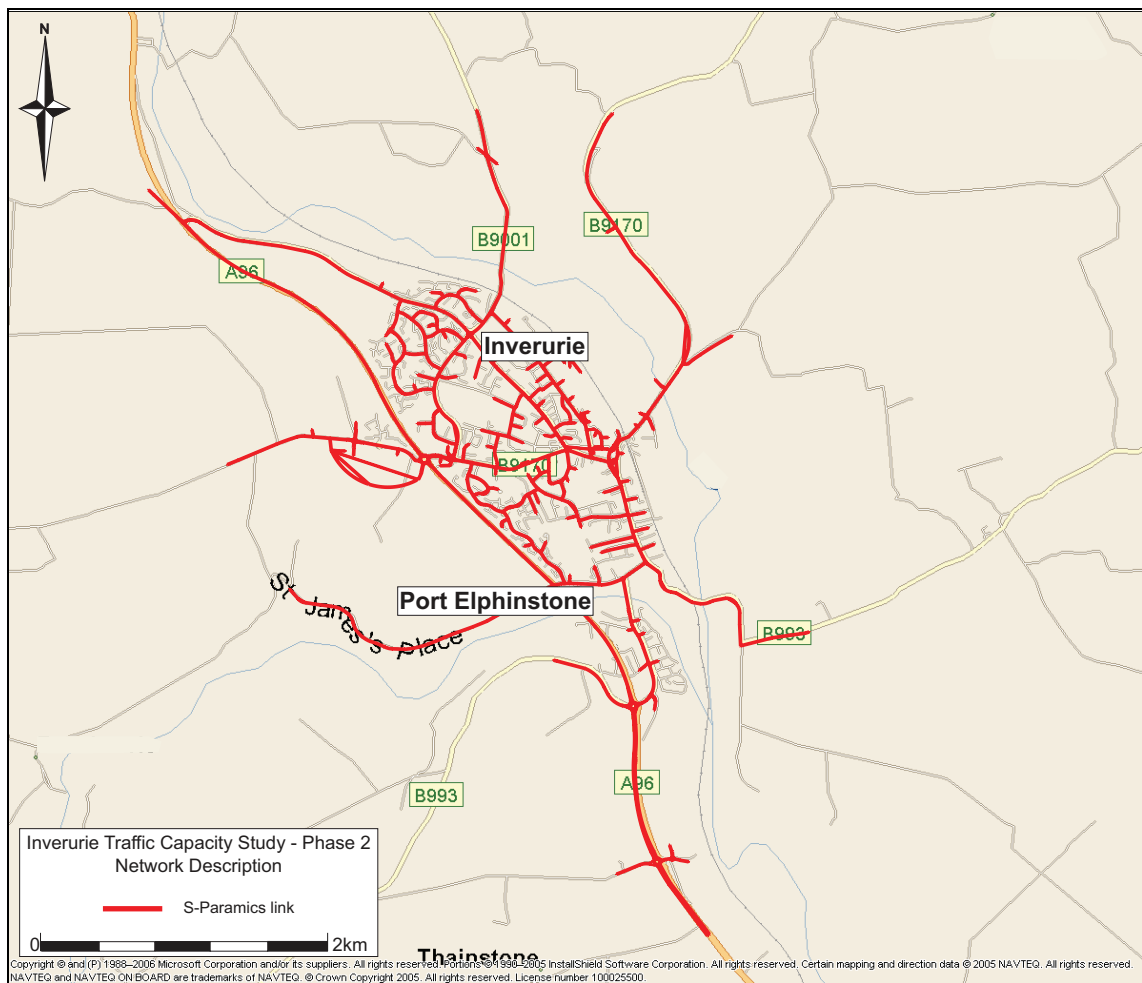 N
B9001
B9170
A96
Inverurie
B9170
St James's Place
Port Elphinstone
B993
A96
B993
Inverurie Traffic Capacity Study - Phase 2
Network Description
S-Paramics link
0 2km
Thainstone
Copyright © and (P) 1988–2006 Microsoft Corporation and/or its suppliers. All rights reserved. Portions © 1990–2005 InstallShield Software Corporation. All rights reserved. Certain mapping and direction data © 2005 NAVTEQ. All rights reserved.
NAVTEQ and NAVTEQ ON BOARD are trademarks of NAVTEQ. © Crown Copyright 2005. All rights reserved. License number 100025500.